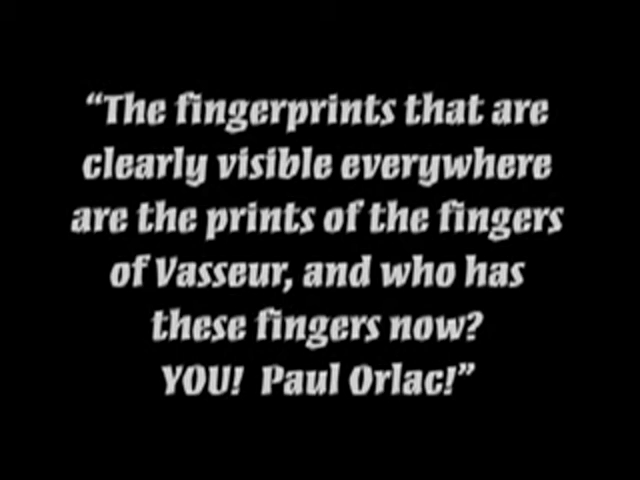 “The fingerprints that are
clearly visible everywhere
are the prints of the fingers
of Vasseur, and who has
these fingers now?
YOU!  Paul Orlac!”